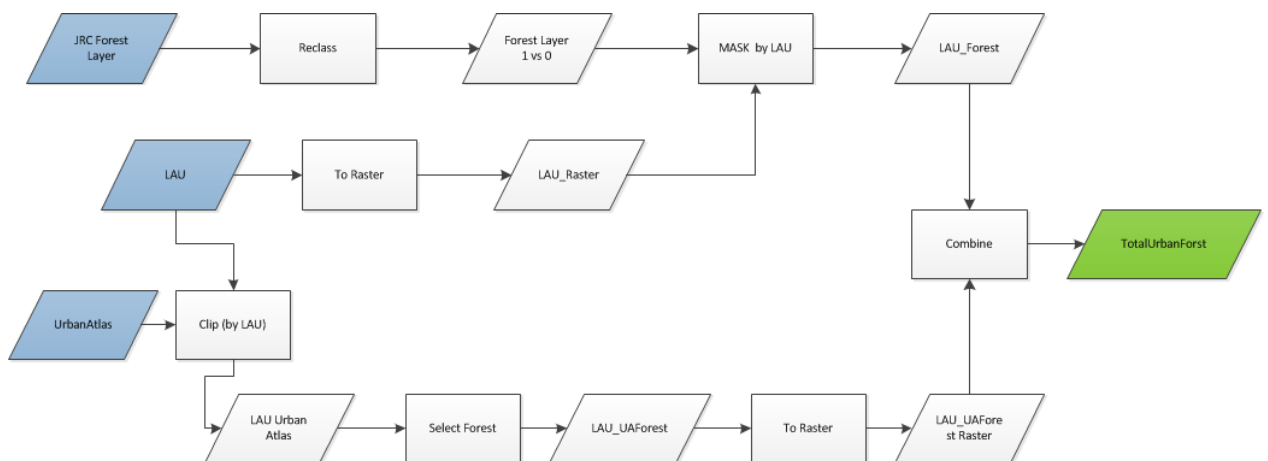 JRC Forest
Layer
Reclass
Forest Layer
1 vs 0
MASK by LAU
LAU_Forest
LAU
To Raster
LAU_Raster
Combine
TotalUrbanForst
UrbanAtlas
Clip (by LAU)
LAU Urban
Atlas
Select Forest
LAU_UAForest
To Raster
LAU_UAFore
st Raster